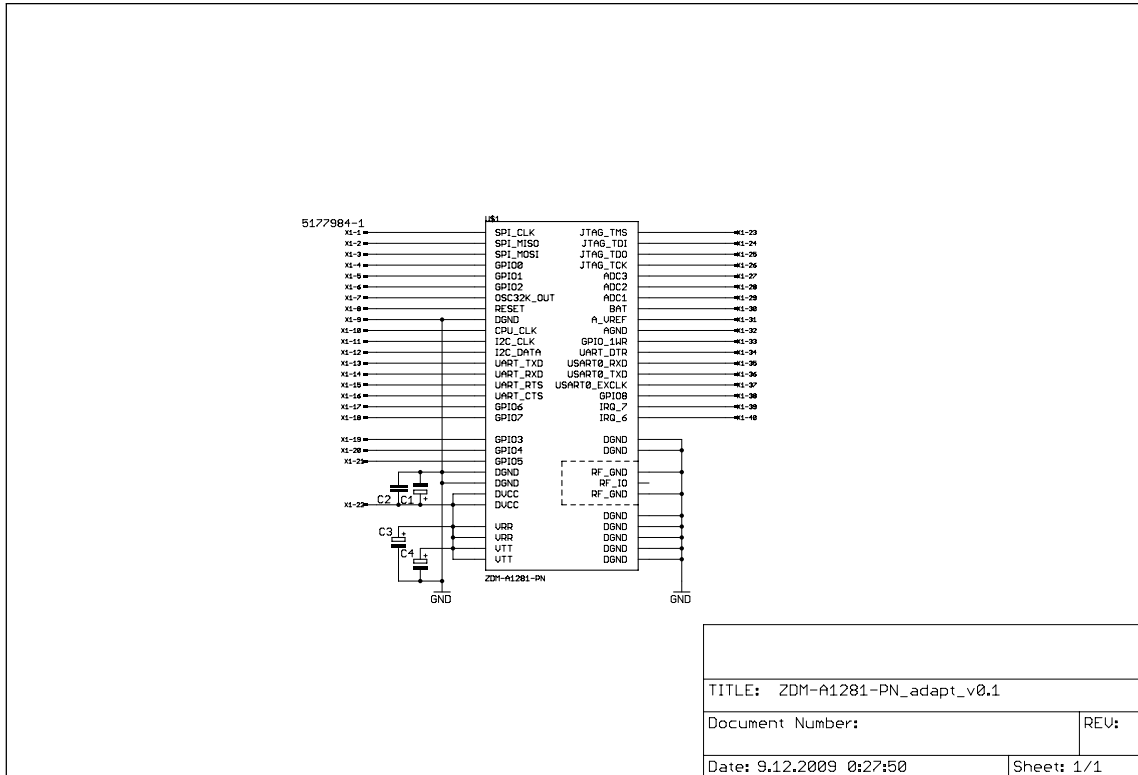 5177984-1
U$1
X1-1 SPI_CLK JTAG_TMS X1-23
X1-2 SPI_MISO JTAG_TDI X1-24
X1-3 SPI_MOSI JTAG_TDO X1-25
X1-4 GPIO0 JTAG_TCK X1-26
X1-5 GPIO1 ADC3 X1-27
X1-6 GPIO2 ADC2 X1-28
X1-7 OSC32K_OUT ADC1 X1-29
X1-8 RESET BAT X1-30
X1-9 DGND A_VREF X1-31
X1-10 CPU_CLK AGND X1-32
X1-11 I2C_CLK GPIO_1WR X1-33
X1-12 I2C_DATA UART_DTR X1-34
X1-13 UART_TXD USART0_RXD X1-35
X1-14 UART_RXD USART0_TXD X1-36
X1-15 UART_RTS USART0_EXCLK X1-37
X1-16 UART_CTS GPIO8 X1-38
X1-17 GPIO6 IRQ_7 X1-39
X1-18 GPIO7 IRQ_6 X1-40
X1-19 GPIO3 DGND
X1-20 GPIO4 DGND
X1-21 GPIO5
DGND RF_GND
DGND RF_IO
C2 C1 + DVCC RF_GND
X1-22 DVCC
DGND
C3 + VRR DGND
VRR DGND
C4 + VTT DGND
VTT DGND
ZDM-A1281-PN
GND GND
TITLE: ZDM-A1281-PN_adapt_v0.1
Document Number: REV:
Date: 9.12.2009 0:27:50 Sheet: 1/1